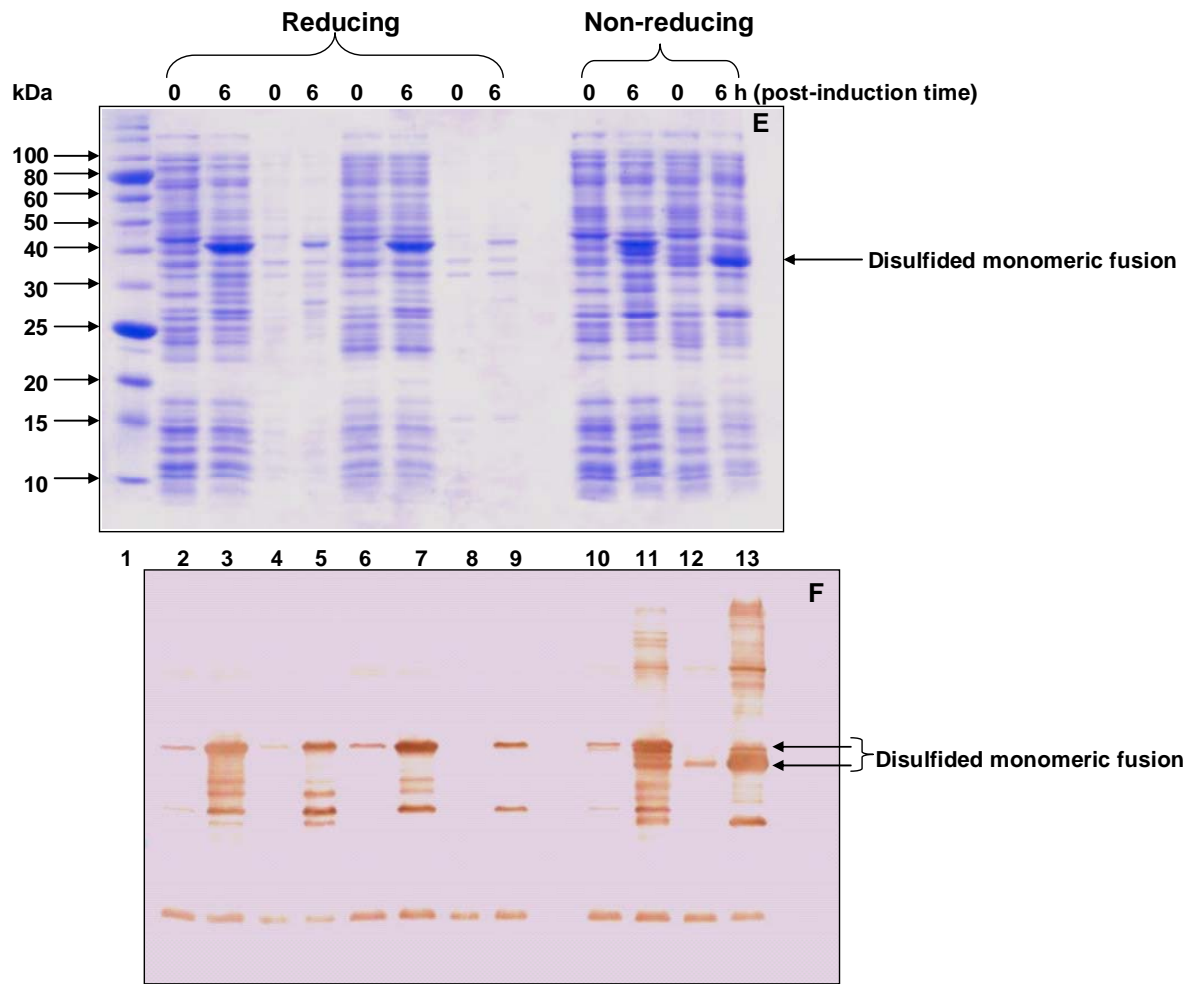 Reducing
Non-reducing
kDa
0 6 0 6 0 6 0 6 0 6 0 6 h (post-induction time)
E
100
80
60
50
40
30
25
20
15
10
Disulfided monomeric fusion
1 2 3 4 5 6 7 8 9 10 11 12 13
F
Disulfided monomeric fusion